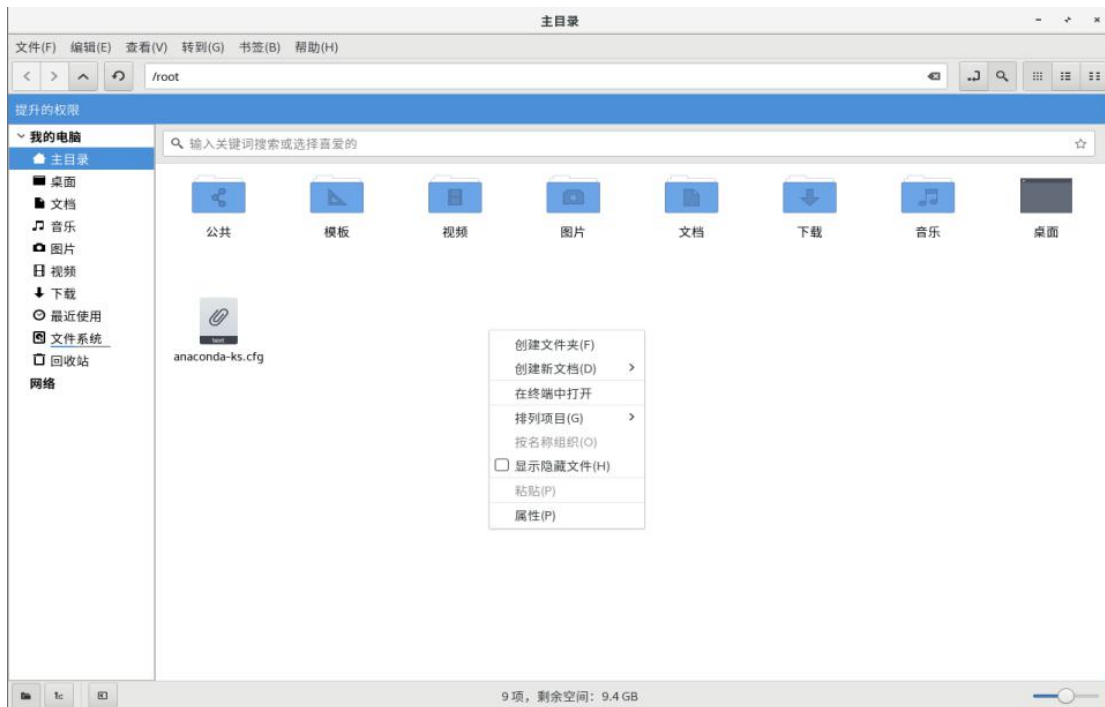 主目录
文件(F) 编辑(E) 查看(V) 转到(G) 书签(B) 帮助(H)
/root
提升的权限
我的电脑
主目录
桌面
文档
音乐
图片
视频
下载
最近使用
文件系统
回收站
网络
输入关键词搜索或选择喜爱的
公共 模板 视频 图片 文档 下载 音乐 桌面
text
anaconda-ks.cfg
创建文件夹(F)
创建新文档(D)
在终端中打开
排列项目(G)
按名称组织(O)
显示隐藏文件(H)
粘贴(P)
属性(P)
9 项，剩余空间：9.4 GB